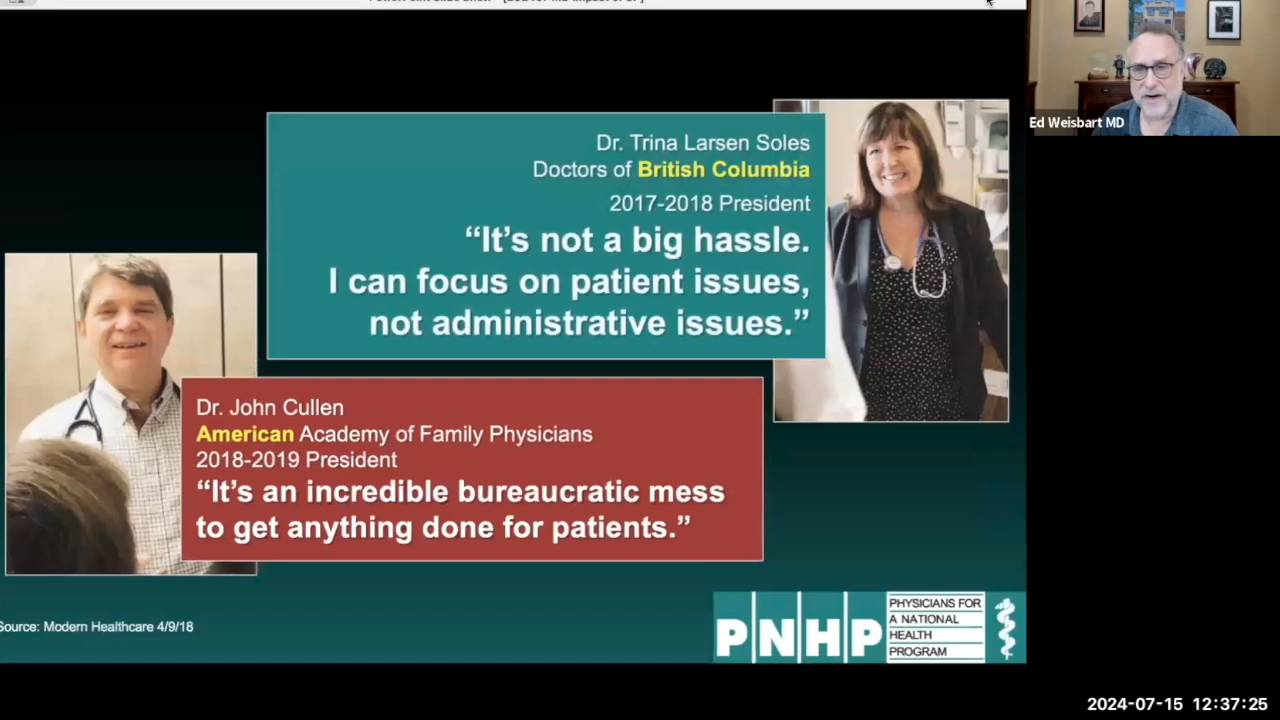 Ed Weisbart MD
Dr. Trina Larsen Soles
Doctors of British Columbia
2017-2018 President
“It’s not a big hassle.
I can focus on patient issues,
not administrative issues.”
Dr. John Cullen
American Academy of Family Physicians
2018-2019 President
“It’s an incredible bureaucratic mess
to get anything done for patients.”
Source: Modern Healthcare 4/9/18
PNHP
PHYSICIANS FOR
A NATIONAL
HEALTH
PROGRAM
2024-07-15 12:37:25